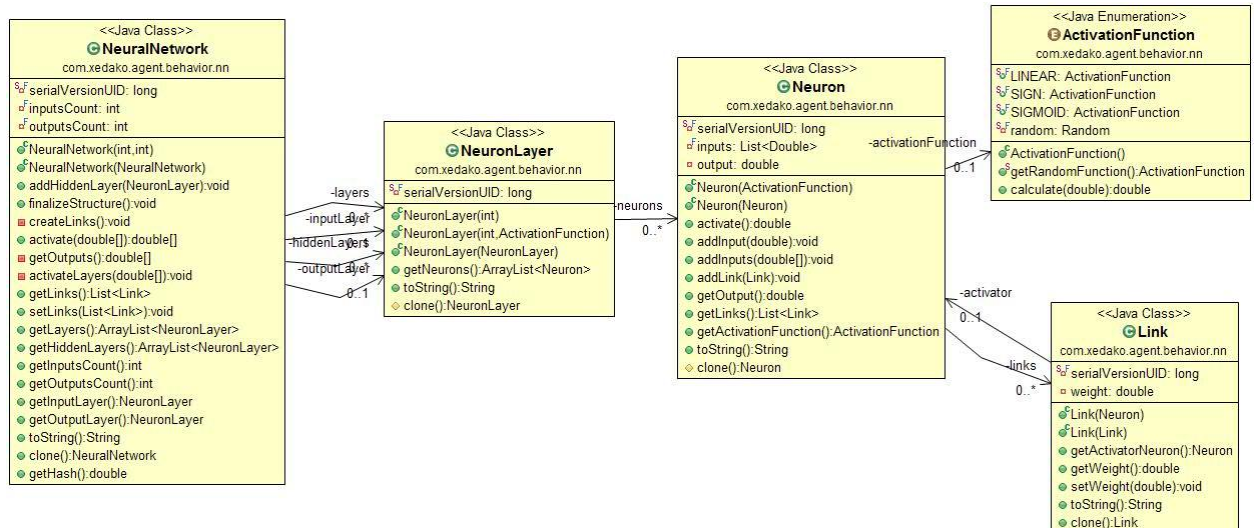 <<Java Class>>
NeuralNetwork
com.xedako.agent.behavior.nn
serialVersionUID: long
inputsCount: int
outputsCount: int
NeuralNetwork(int,int)
NeuralNetwork(NeuralNetwork)
addHiddenLayer(NeuronLayer):void
finalizeStructure():void
createLinks():void
activate(double[]):double[]
getOutputs():double[]
activateLayers(double[]):void
getLinks():List<Link>
setLinks(List<Link>):void
getLayers():ArrayList<NeuronLayer>
getHiddenLayers():ArrayList<NeuronLayer>
getInputsCount():int
getOutputsCount():int
getInputLayer():NeuronLayer
getOutputLayer():NeuronLayer
toString():String
clone():NeuralNetwork
getHash():double
-layers
0..*
-inputLayer
0..1
-hiddenLayers
0..*
-outputLayer
0..1
<<Java Class>>
NeuronLayer
com.xedako.agent.behavior.nn
serialVersionUID: long
NeuronLayer(int)
NeuronLayer(int,ActivationFunction)
NeuronLayer(NeuronLayer)
getNeurons():ArrayList<Neuron>
toString():String
clone():NeuronLayer
-neurons
0..*
<<Java Class>>
Neuron
com.xedako.agent.behavior.nn
serialVersionUID: long
inputs: List<Double>
output: double
Neuron(ActivationFunction)
Neuron(Neuron)
activate():double
addInput(double):void
addInputs(double[]):void
addLink(Link):void
getOutput():double
getLinks():List<Link>
getActivationFunction():ActivationFunction
toString():String
clone():Neuron
-activationFunction
0..1
<<Java Enumeration>>
ActivationFunction
com.xedako.agent.behavior.nn
LINEAR: ActivationFunction
SIGN: ActivationFunction
SIGMOID: ActivationFunction
random: Random
ActivationFunction()
getRandomFunction():ActivationFunction
calculate(double):double
-activator
0..1
-links
0..*
<<Java Class>>
Link
com.xedako.agent.behavior.nn
serialVersionUID: long
weight: double
Link(Neuron)
Link(Link)
getActivatorNeuron():Neuron
getWeight():double
setWeight(double):void
toString():String
clone():Link